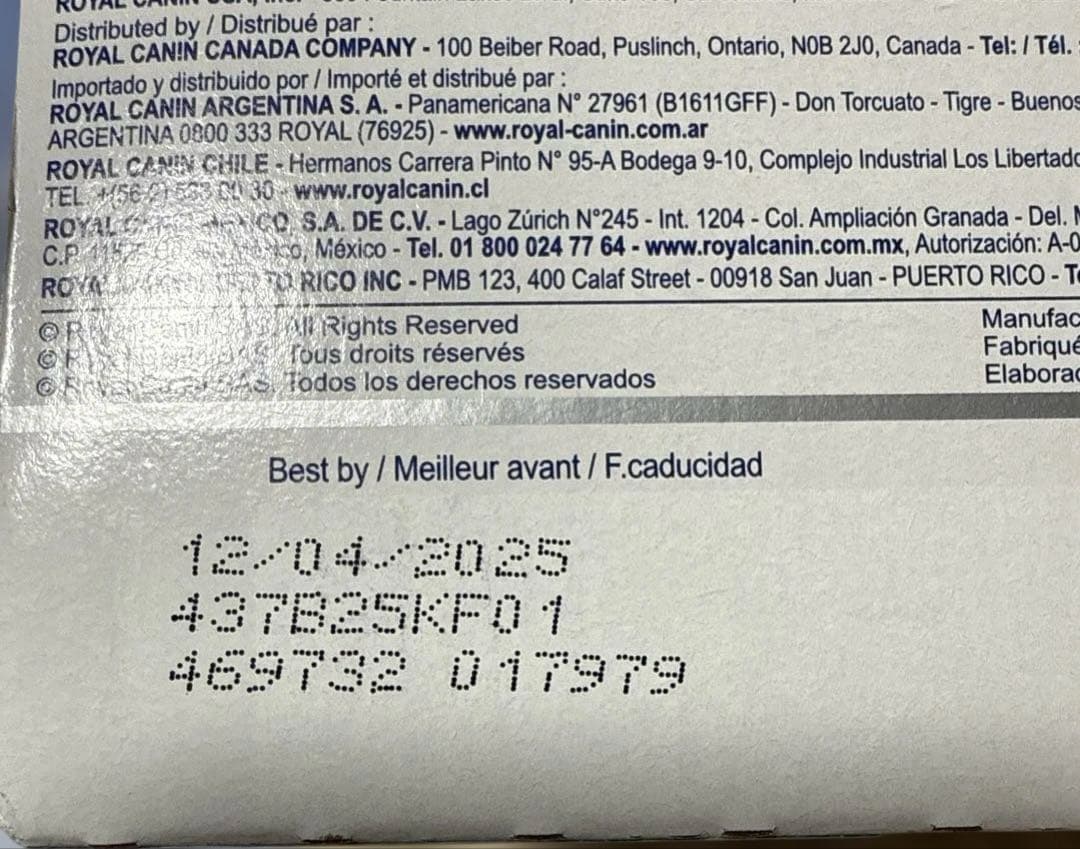 Distributed by / Distribué par :
ROYAL CANIN CANADA COMPANY - 100 Beiber Road, Puslinch, Ontario, N0B 2J0, Canada - Tel: / Tél.
Importado y distribuido por / Importé et distribué par :
ROYAL CANIN ARGENTINA S. A. - Panamericana N° 27961 (B1611GFF) - Don Torcuato - Tigre - Buenos
ARGENTINA 0800 333 ROYAL (76925) - www.royal-canin.com.ar
ROYAL CANIN CHILE - Hermanos Carrera Pinto N° 95-A Bodega 9-10, Complejo Industrial Los Libertado
TEL. 30 - www.royalcanin.cl
ROYAL S.A. DE C.V. - Lago Zúrich N°245 - Int. 1204 - Col. Ampliación Granada - Del.
C.P. México - Tel. 01 800 024 77 64 - www.royalcanin.com.mx, Autorización: A-0
RICO INC - PMB 123, 400 Calaf Street - 00918 San Juan - PUERTO RICO -
© All Rights Reserved
© Tous droits réservés
© SAS. Todos los derechos reservados
Manufac
Fabriqué
Elaborad
Best by / Meilleur avant / F.caducidad
12/04/2025
437B25KF01
469732 017979